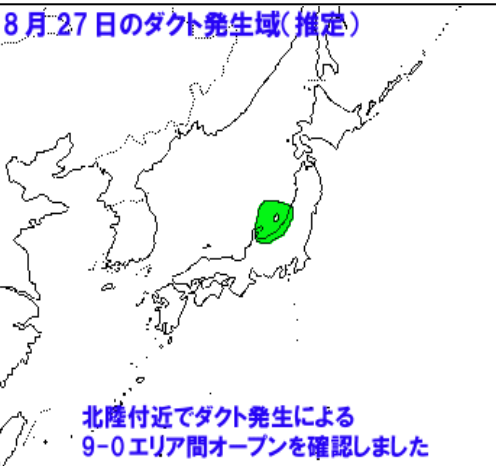 8月27日のダクト発生域(推定)
北陸付近でダクト発生による
9-0エリア間オープンを確認しました